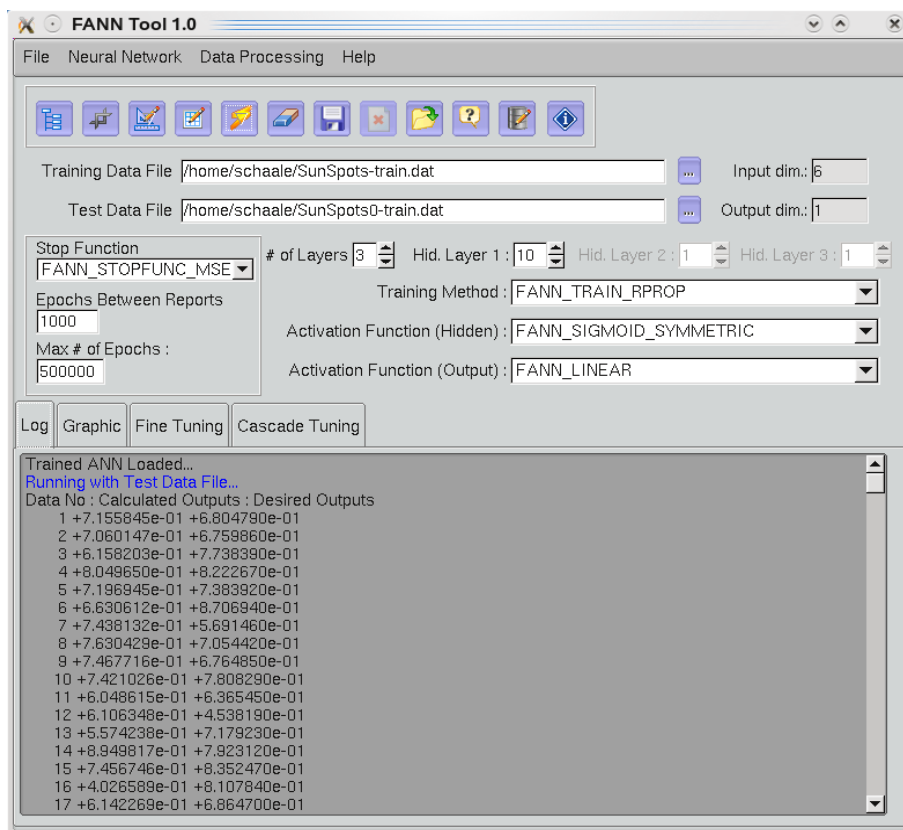 FANN Tool 1.0
File Neural Network Data Processing Help
Training Data File /home/schaale/SunSpots-train.dat ... Input dim.: 6
Test Data File /home/schaale/SunSpots0-train.dat ... Output dim.: 1
Stop Function
FANN_STOPFUNC_MSE
# of Layers 3 Hid. Layer 1 : 10 Hid. Layer 2 : 1 Hid. Layer 3 : 1
Epochs Between Reports
1000
Max # of Epochs :
500000
Training Method : FANN_TRAIN_RPROP
Activation Function (Hidden) : FANN_SIGMOID_SYMMETRIC
Activation Function (Output) : FANN_LINEAR
Log Graphic Fine Tuning Cascade Tuning
Trained ANN Loaded...
Running with Test Data File...
Data No : Calculated Outputs : Desired Outputs
1 +7.155845e-01 +6.804790e-01
2 +7.060147e-01 +6.759860e-01
3 +6.158203e-01 +7.738390e-01
4 +8.049650e-01 +8.222670e-01
5 +7.196945e-01 +7.383920e-01
6 +6.630612e-01 +8.706940e-01
7 +7.438132e-01 +5.691460e-01
8 +7.630429e-01 +7.054420e-01
9 +7.467716e-01 +6.764850e-01
10 +7.421026e-01 +7.808290e-01
11 +6.048615e-01 +6.365450e-01
12 +6.106348e-01 +4.538190e-01
13 +5.574238e-01 +7.179230e-01
14 +8.949817e-01 +7.923120e-01
15 +7.456746e-01 +8.352470e-01
16 +4.026589e-01 +8.107840e-01
17 +6.142269e-01 +6.864700e-01